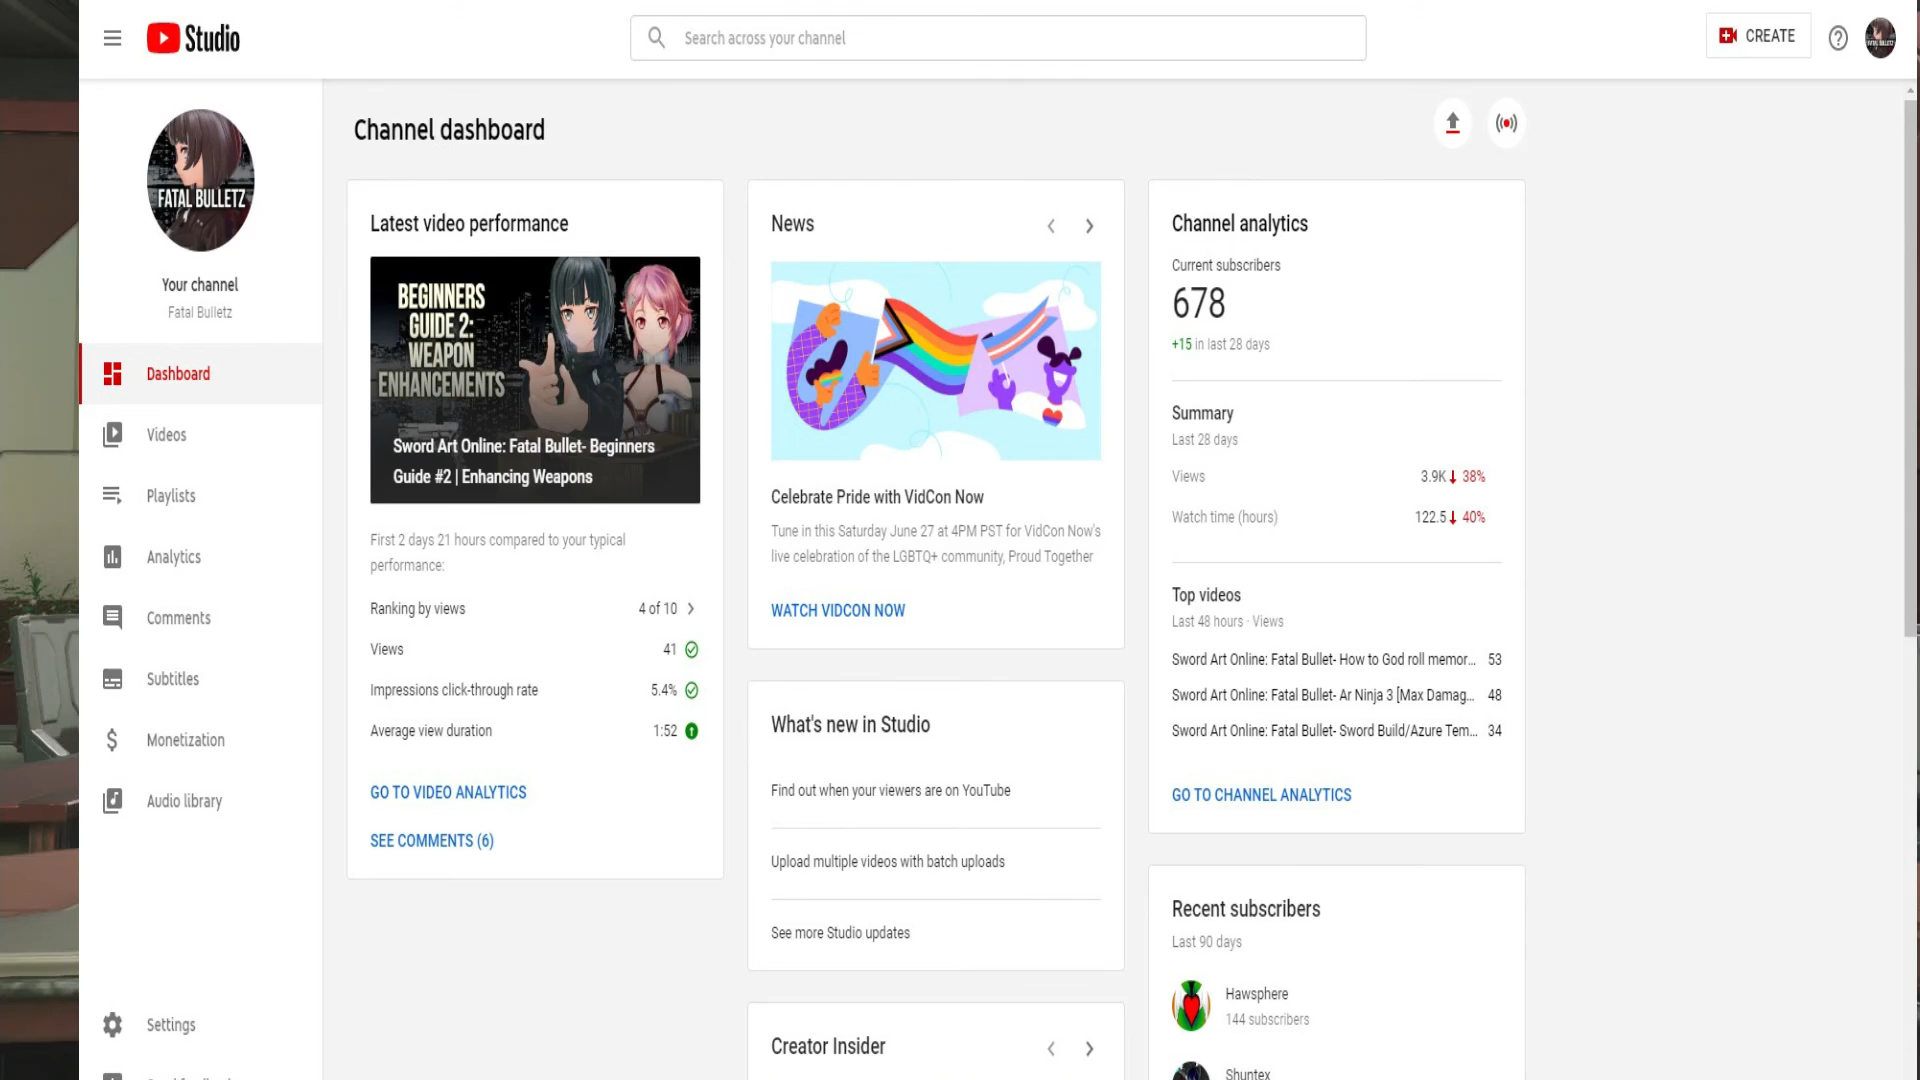 Studio
Search across your channel
CREATE
FATAL BULLETZ
Your channel
Fatal Bulletz
Dashboard
Videos
Playlists
Analytics
Comments
Subtitles
Monetization
Audio library
Settings
Channel dashboard
Latest video performance
BEGINNERS
GUIDE 2:
WEAPON
ENHANCEMENTS
Sword Art Online: Fatal Bullet- Beginners
Guide #2 | Enhancing Weapons
First 2 days 21 hours compared to your typical
performance:
Ranking by views 4 of 10
Views 41
Impressions click-through rate 5.4%
Average view duration 1:52
GO TO VIDEO ANALYTICS
SEE COMMENTS (6)
News
Celebrate Pride with VidCon Now
Tune in this Saturday June 27 at 4PM PST for VidCon Now's
live celebration of the LGBTQ+ community, Proud Together
WATCH VIDCON NOW
What's new in Studio
Find out when your viewers are on YouTube
Upload multiple videos with batch uploads
See more Studio updates
Creator Insider
Channel analytics
Current subscribers
678
+15 in last 28 days
Summary
Last 28 days
Views 3.9K 38%
Watch time (hours) 122.5 40%
Top videos
Last 48 hours · Views
Sword Art Online: Fatal Bullet- How to God roll memor... 53
Sword Art Online: Fatal Bullet- Ar Ninja 3 [Max Damag... 48
Sword Art Online: Fatal Bullet- Sword Build/Azure Tem... 34
GO TO CHANNEL ANALYTICS
Recent subscribers
Last 90 days
Hawsphere
144 subscribers
Shuntex